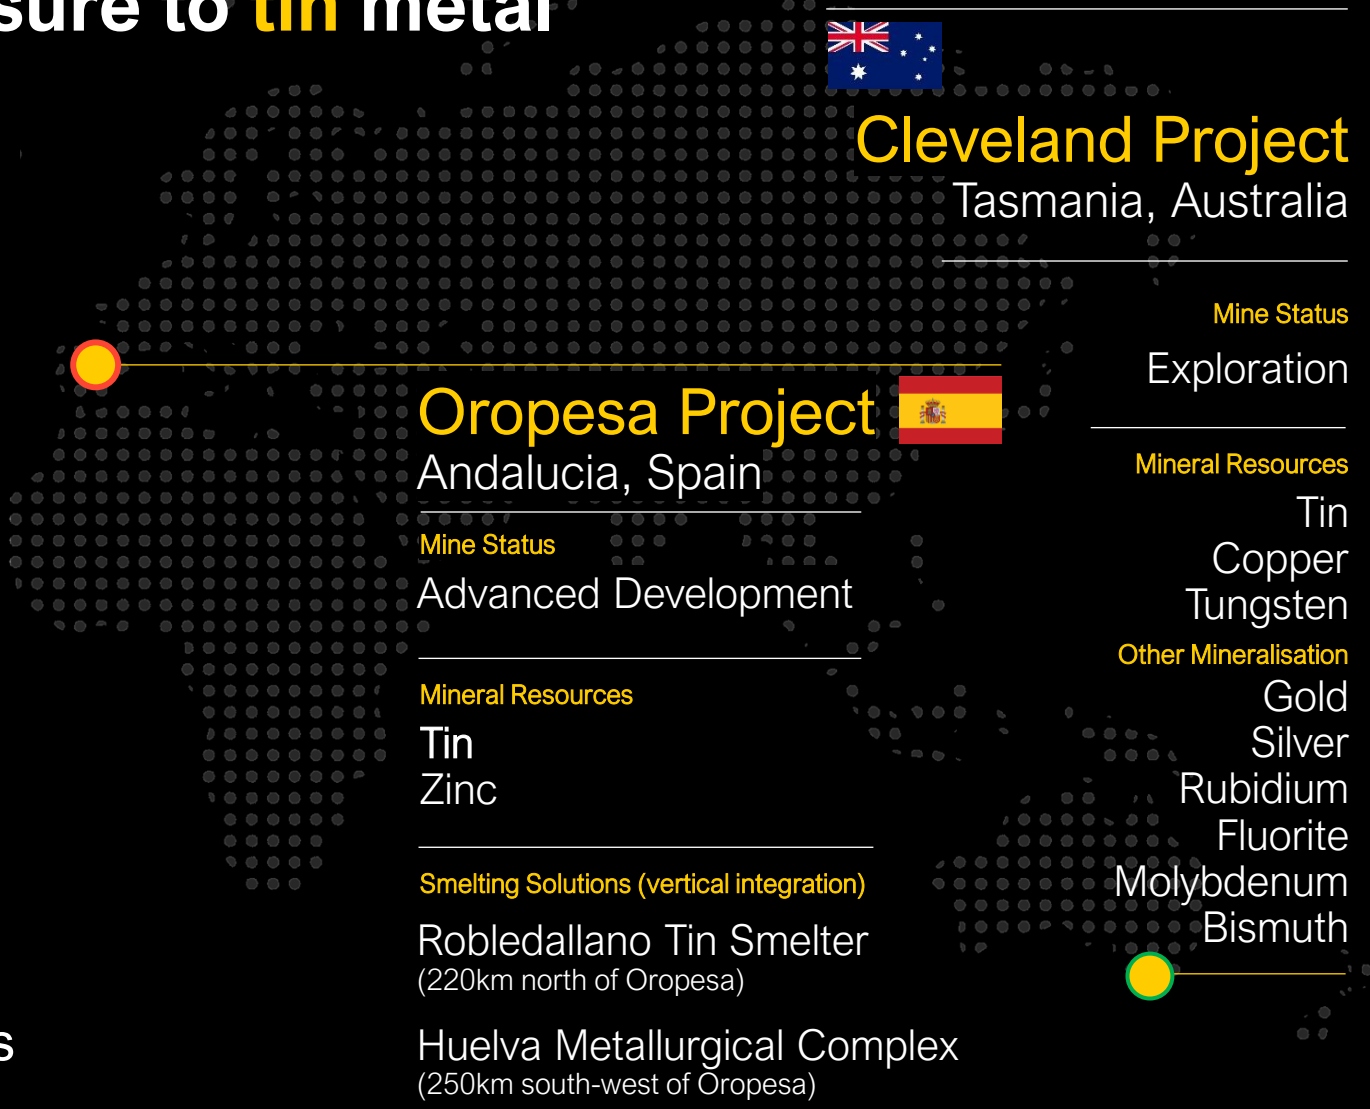 sure to tin metal
Cleveland Project
Tasmania, Australia
Mine Status
Exploration
Mineral Resources
Tin
Copper
Tungsten
Other Mineralisation
Gold
Silver
Rubidium
Fluorite
Molybdenum
Bismuth
Oropesa Project
Andalucia, Spain
Mine Status
Advanced Development
Mineral Resources
Tin
Zinc
Smelting Solutions (vertical integration)
Robledallano Tin Smelter
(220km north of Oropesa)
Huelva Metallurgical Complex
(250km south-west of Oropesa)
s